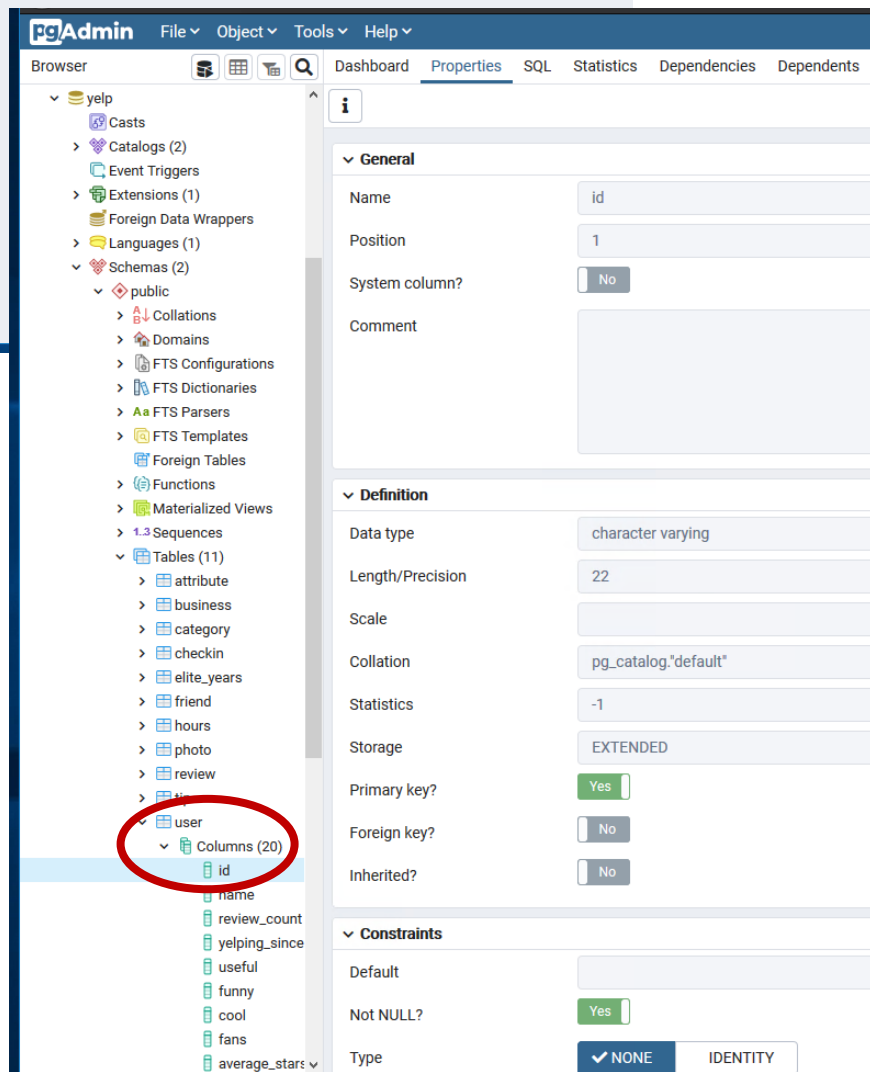 pgAdmin File Object Tools Help
Browser
Dashboard Properties SQL Statistics Dependencies Dependents
yelp
Casts
Catalogs (2)
Event Triggers
Extensions (1)
Foreign Data Wrappers
Languages (1)
Schemas (2)
public
Collations
Domains
FTS Configurations
FTS Dictionaries
Aa FTS Parsers
FTS Templates
Foreign Tables
Functions
Materialized Views
1..3 Sequences
Tables (11)
attribute
business
category
checkin
elite_years
friend
hours
photo
review
tip
user
Columns (20)
id
name
review_count
yelping_since
useful
funny
cool
fans
average_stars
i
General
Name id
Position 1
System column? No
Comment
Definition
Data type character varying
Length/Precision 22
Scale
Collation pg_catalog."default"
Statistics -1
Storage EXTENDED
Primary key? Yes
Foreign key? No
Inherited? No
Constraints
Default
Not NULL? Yes
Type NONE IDENTITY